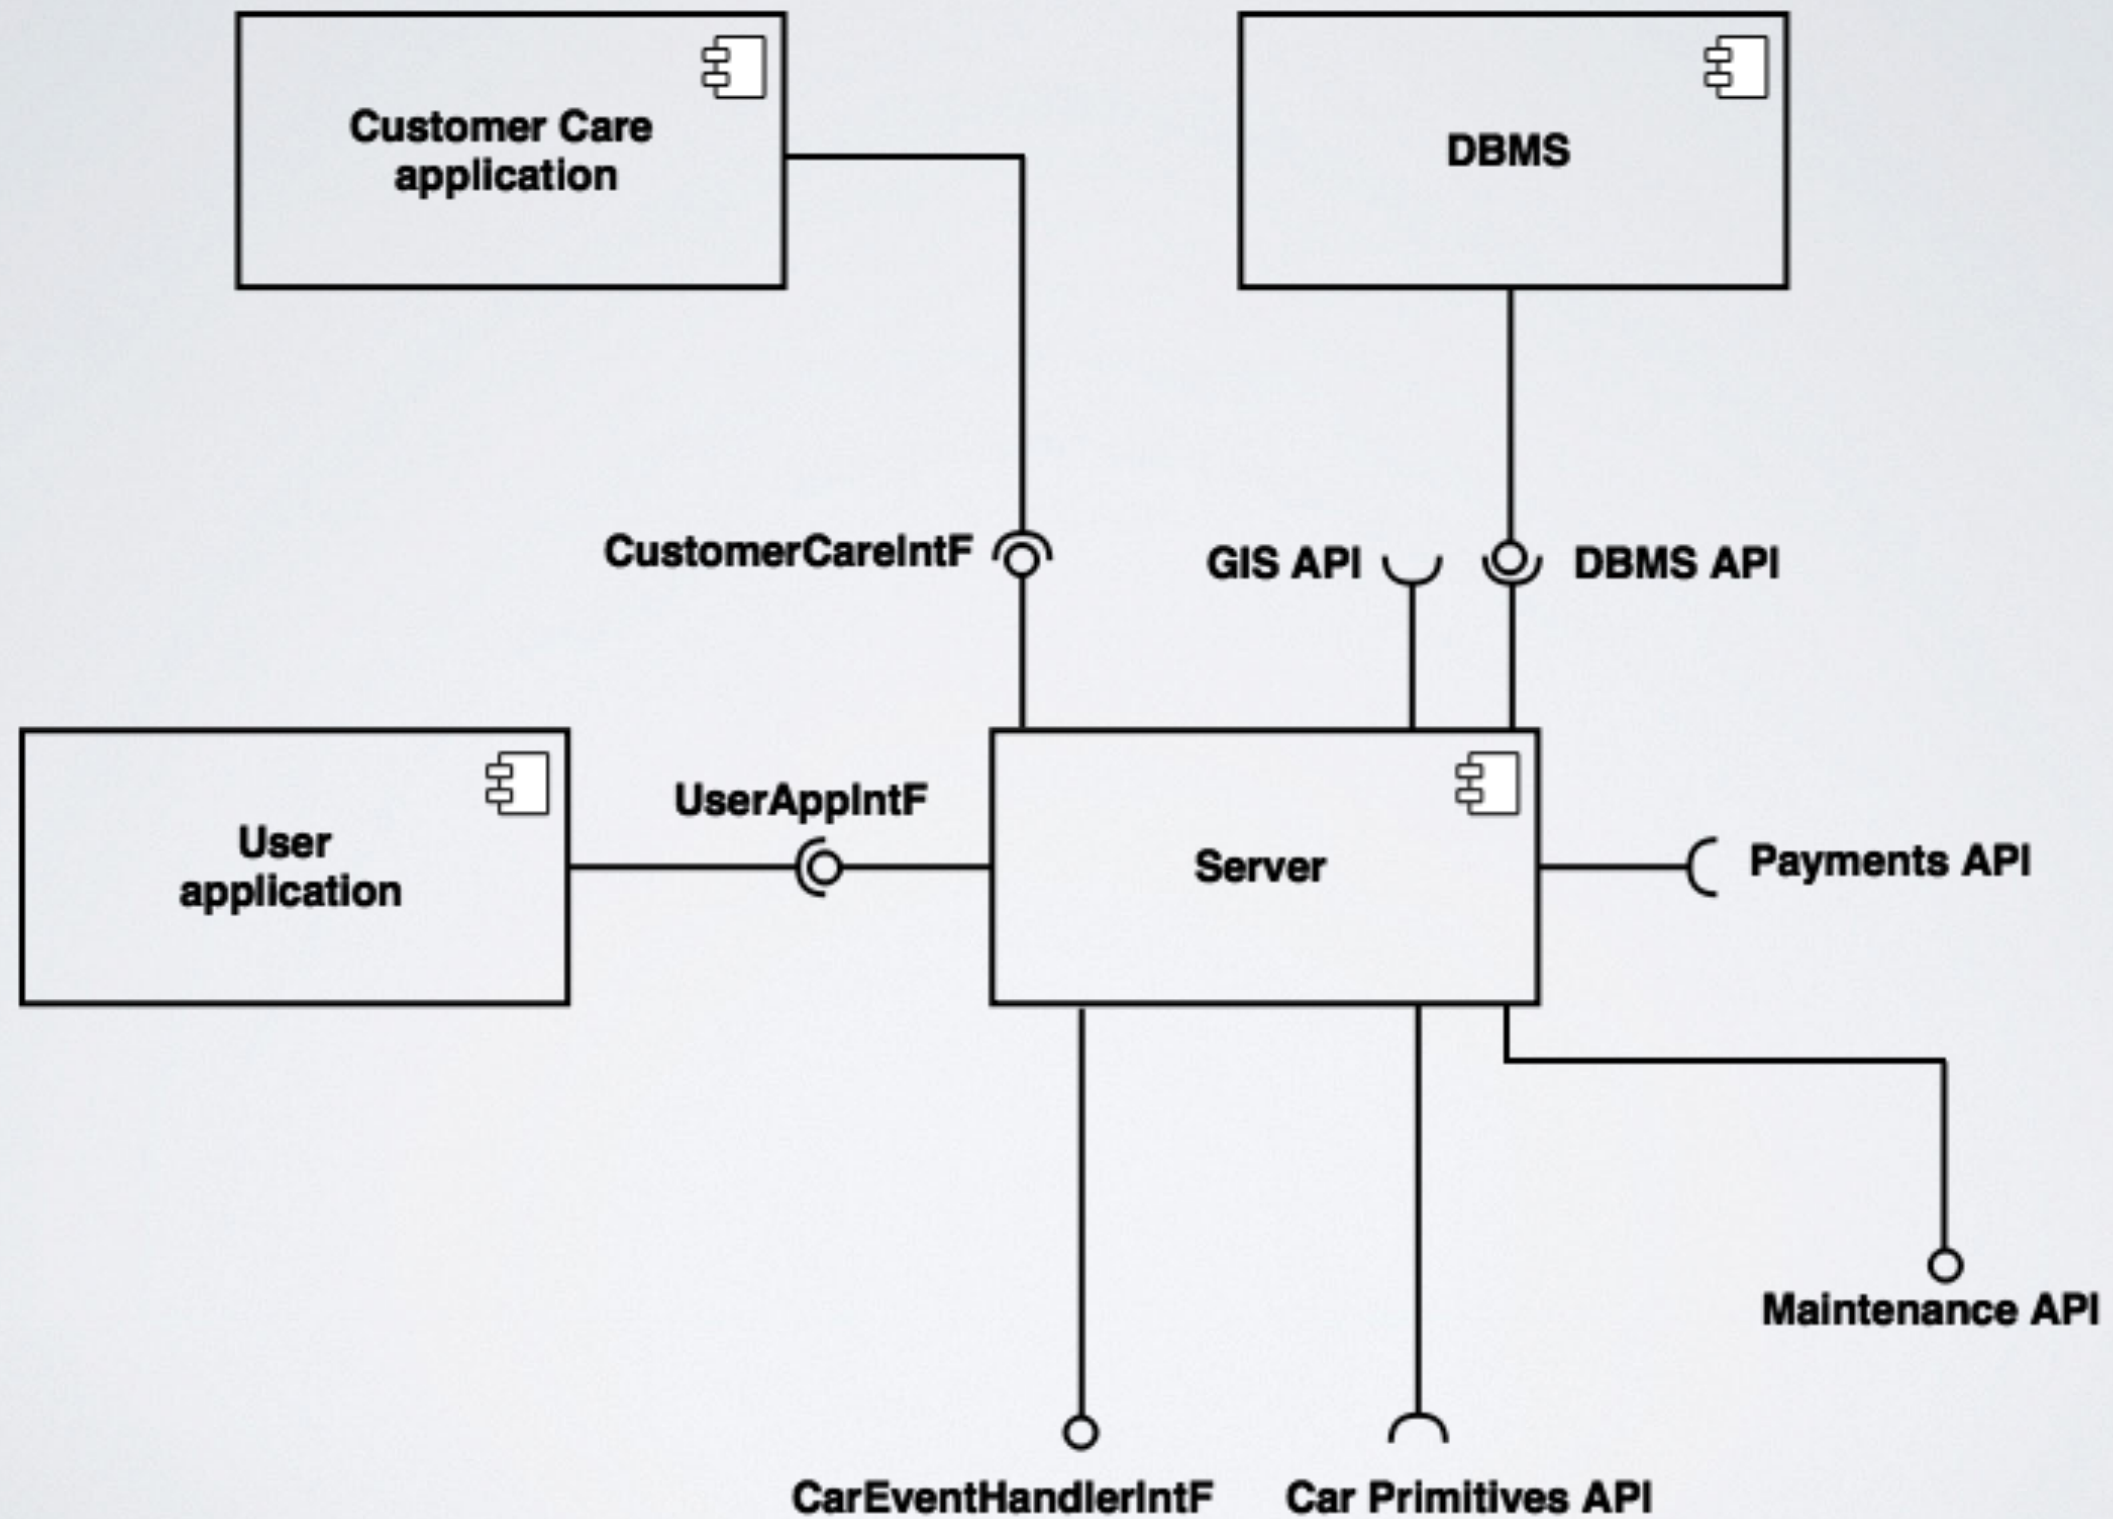 Customer Care
application
DBMS
CustomerCareIntF
GIS API
DBMS API
User
application
UserAppIntF
Server
Payments API
Maintenance API
CarEventHandlerIntF
Car Primitives API